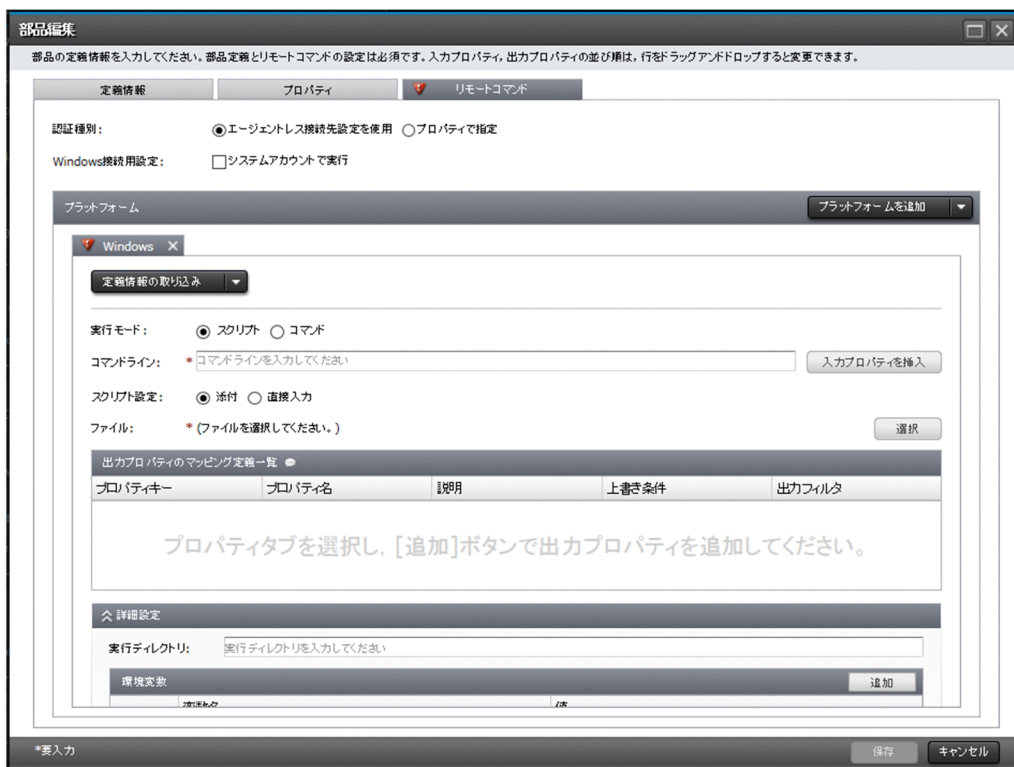 部品編集
部品の定義情報を入力してください。部品定義とリモートコマンドの設定は必須です。入力プロパティ, 出力プロパティの並び順は, 行をドラッグアンドドロップすると変更できます。
定義情報 プロパティ リモートコマンド
認証種別: エージェントレス接続先設定を使用 プロパティで指定
Windows接続用設定: システムアカウントで実行
プラットフォーム プラットフォームを追加
Windows
定義情報の取り込み
実行モード: スクリプト コマンド
コマンドライン: *コマンドラインを入力してください 入力プロパティを挿入
スクリプト設定: 添付 直接入力
ファイル: *(ファイルを選択してください。) 選択
出力プロパティのマッピング定義一覧
プロパティキー プロパティ名 説明 上書き条件 出力フィルタ
プロパティタブを選択し, [追加]ボタンで出力プロパティを追加してください。
詳細設定
実行ディレクトリ: 実行ディレクトリを入力してください
環境変数 追加
変数名 値
*要入力 保存 キャンセル